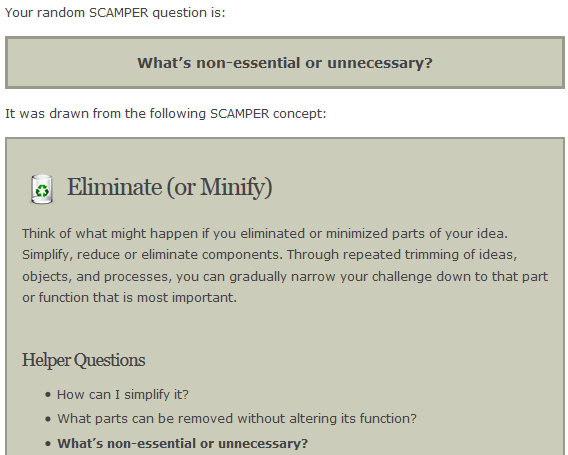 Your random SCAMPER question is:
What's non-essential or unnecessary?
It was drawn from the following SCAMPER concept:
Eliminate (or Minify)
Think of what might happen if you eliminated or minimized parts of your idea.
Simplify, reduce or eliminate components. Through repeated trimming of ideas,
objects, and processes, you can gradually narrow your challenge down to that part
or function that is most important.
Helper Questions
• How can I simplify it?
• What parts can be removed without altering its function?
• What's non-essential or unnecessary?